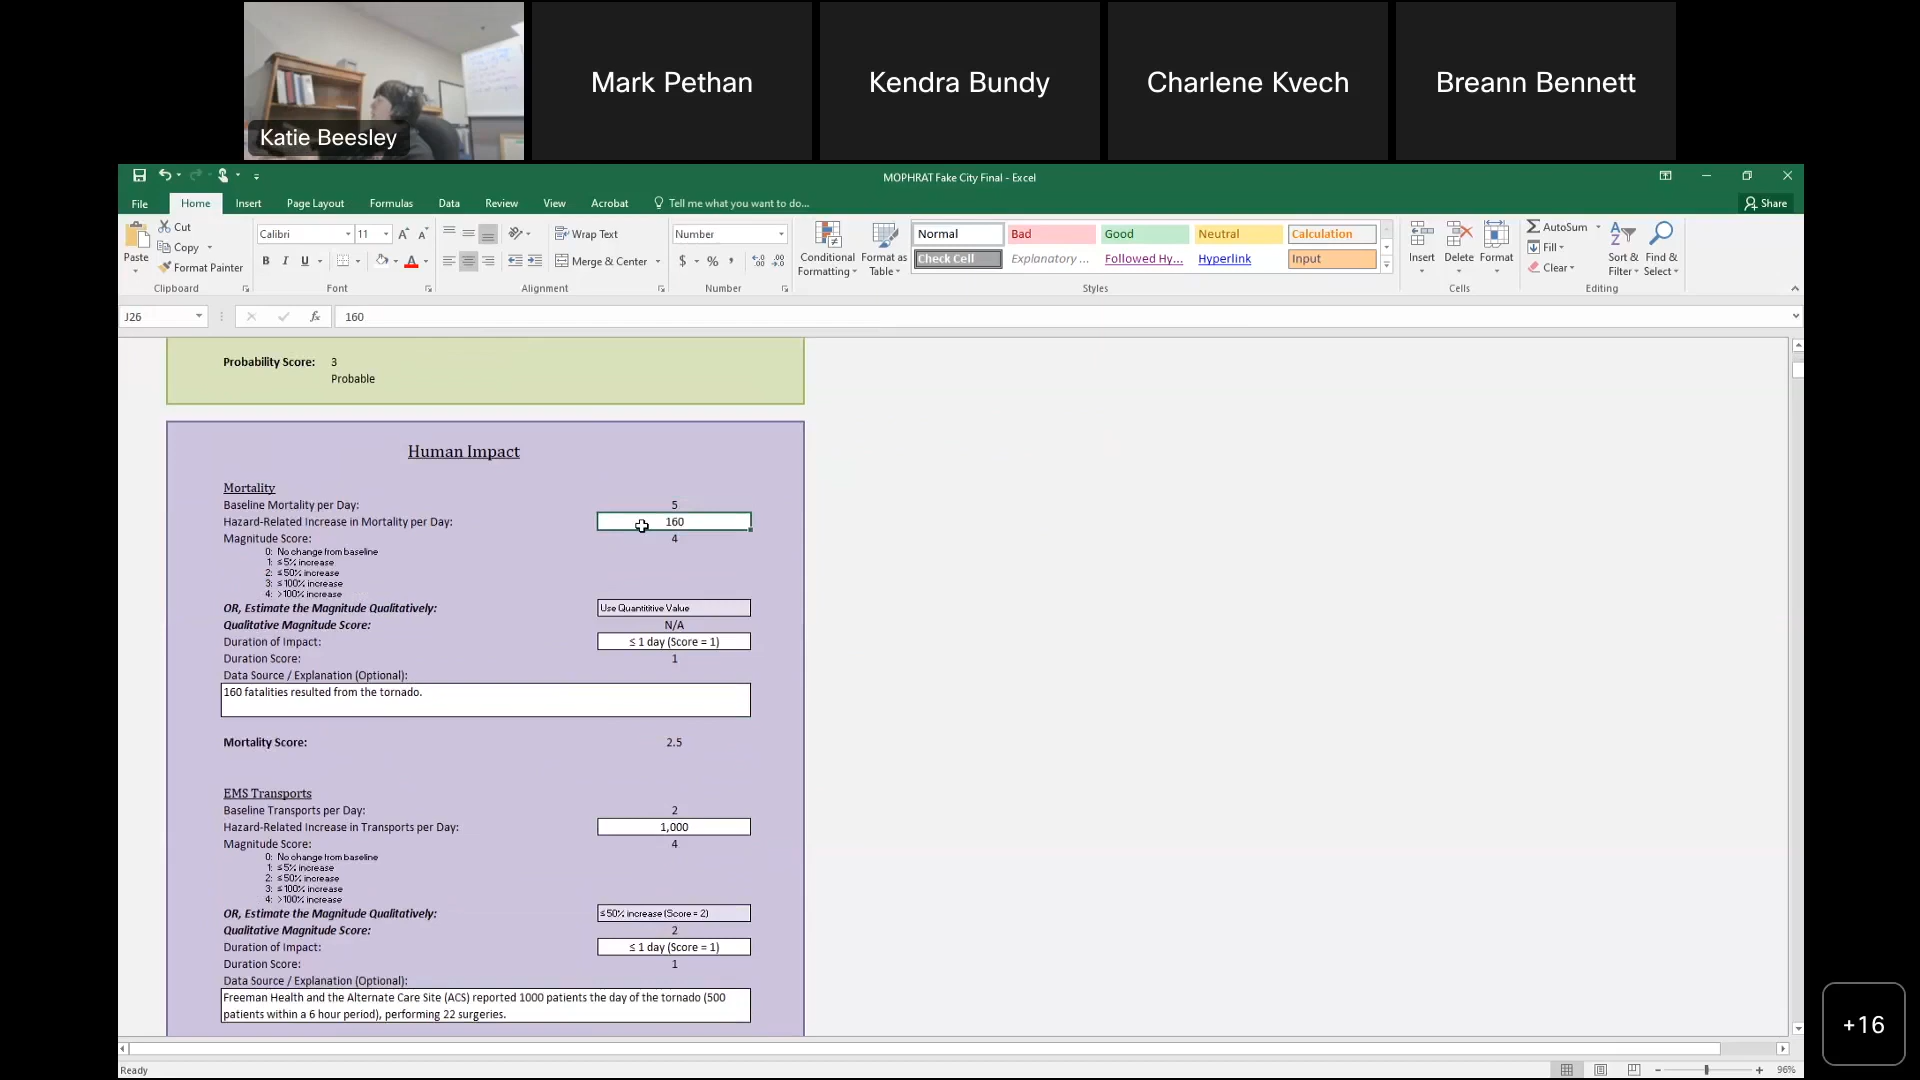 Katie Beesley
Mark Pethan
Kendra Bundy
Charlene Kvech
Breann Bennett
MOPHRAT Fake City Final - Excel
File Home Insert Page Layout Formulas Data Review View Acrobat Tell me what you want to do... Share
Paste
Cut
Copy
Format Painter
Clipboard
Calibri 11
B I U
Font
Wrap Text
Merge & Center
Alignment
Number
$ % ,
Number
Conditional Formatting
Format as Table
Normal Bad Good Neutral Calculation
Check Cell Explanatory ... Followed Hy... Hyperlink Input
Styles
Insert Delete Format
Cells
AutoSum
Fill
Clear
Sort & Filter
Find & Select
Editing
J26 fx 160
Probability Score: 3
Probable
Human Impact
Mortality
Baseline Mortality per Day: 5
Hazard-Related Increase in Mortality per Day: 160
Magnitude Score: 4
0: No change from baseline
1: ≤5% increase
2: ≤50% increase
3: ≤100% increase
4: >100% increase
OR, Estimate the Magnitude Qualitatively: Use Quantititive Value
Qualitative Magnitude Score: N/A
Duration of Impact: ≤ 1 day (Score = 1)
Duration Score: 1
Data Source / Explanation (Optional):
160 fatalities resulted from the tornado.
Mortality Score: 2.5
EMS Transports
Baseline Transports per Day: 2
Hazard-Related Increase in Transports per Day: 1,000
Magnitude Score: 4
0: No change from baseline
1: ≤5% increase
2: ≤50% increase
3: ≤100% increase
4: >100% increase
OR, Estimate the Magnitude Qualitatively: ≤50% increase (Score = 2)
Qualitative Magnitude Score: 2
Duration of Impact: ≤ 1 day (Score = 1)
Duration Score: 1
Data Source / Explanation (Optional):
Freeman Health and the Alternate Care Site (ACS) reported 1000 patients the day of the tornado (500
patients within a 6 hour period), performing 22 surgeries.
+16
Ready
96%